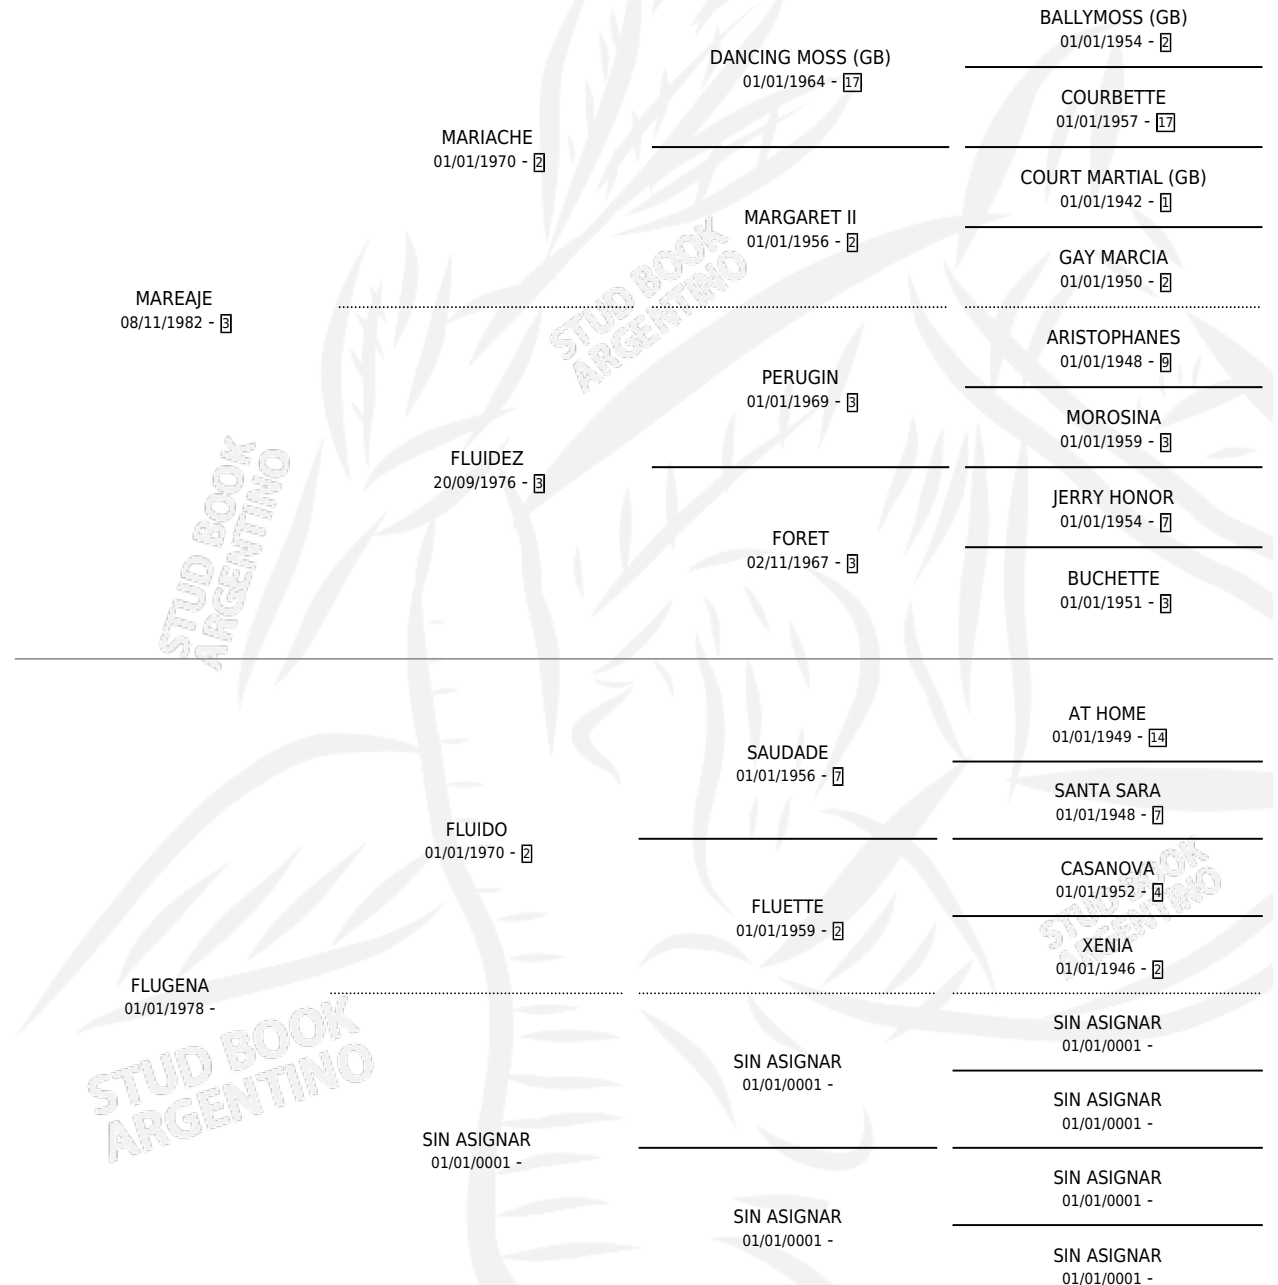 BALLYMOSS (GB)
01/01/1954 - 2
DANCING MOSS (GB)
01/01/1964 - 17
COURBETTE
01/01/1957 - 17
MARIACHE
01/01/1970 - 2
COURT MARTIAL (GB)
01/01/1942 - 1
MARGARET II
01/01/1956 - 2
GAY MARCIA
01/01/1950 - 2
STUD BOOK
ARGENTINO
MAREAJE
08/11/1982 - 3
ARISTOPHANES
01/01/1948 - 9
PERUGIN
01/01/1969 - 3
MOROSINA
01/01/1959 - 3
FLUIDEZ
20/09/1976 - 3
JERRY HONOR
01/01/1954 - 7
FORET
02/11/1967 - 3
BUCHETTE
01/01/1951 - 3
STUD BOOK
ARGENTINO
AT HOME
01/01/1949 - 14
SAUDADE
01/01/1956 - 7
SANTA SARA
01/01/1948 - 7
FLUIDO
01/01/1970 - 2
CASANOVA
01/01/1952 - 4
FLUETTE
01/01/1959 - 2
XENIA
01/01/1946 - 2
STUD BOOK
ARGENTINO
FLUGENA
01/01/1978 -
SIN ASIGNAR
01/01/0001 -
SIN ASIGNAR
01/01/0001 -
SIN ASIGNAR
01/01/0001 -
STUD BOOK
ARGENTINO
SIN ASIGNAR
01/01/0001 -
SIN ASIGNAR
01/01/0001 -
SIN ASIGNAR
01/01/0001 -
SIN ASIGNAR
01/01/0001 -